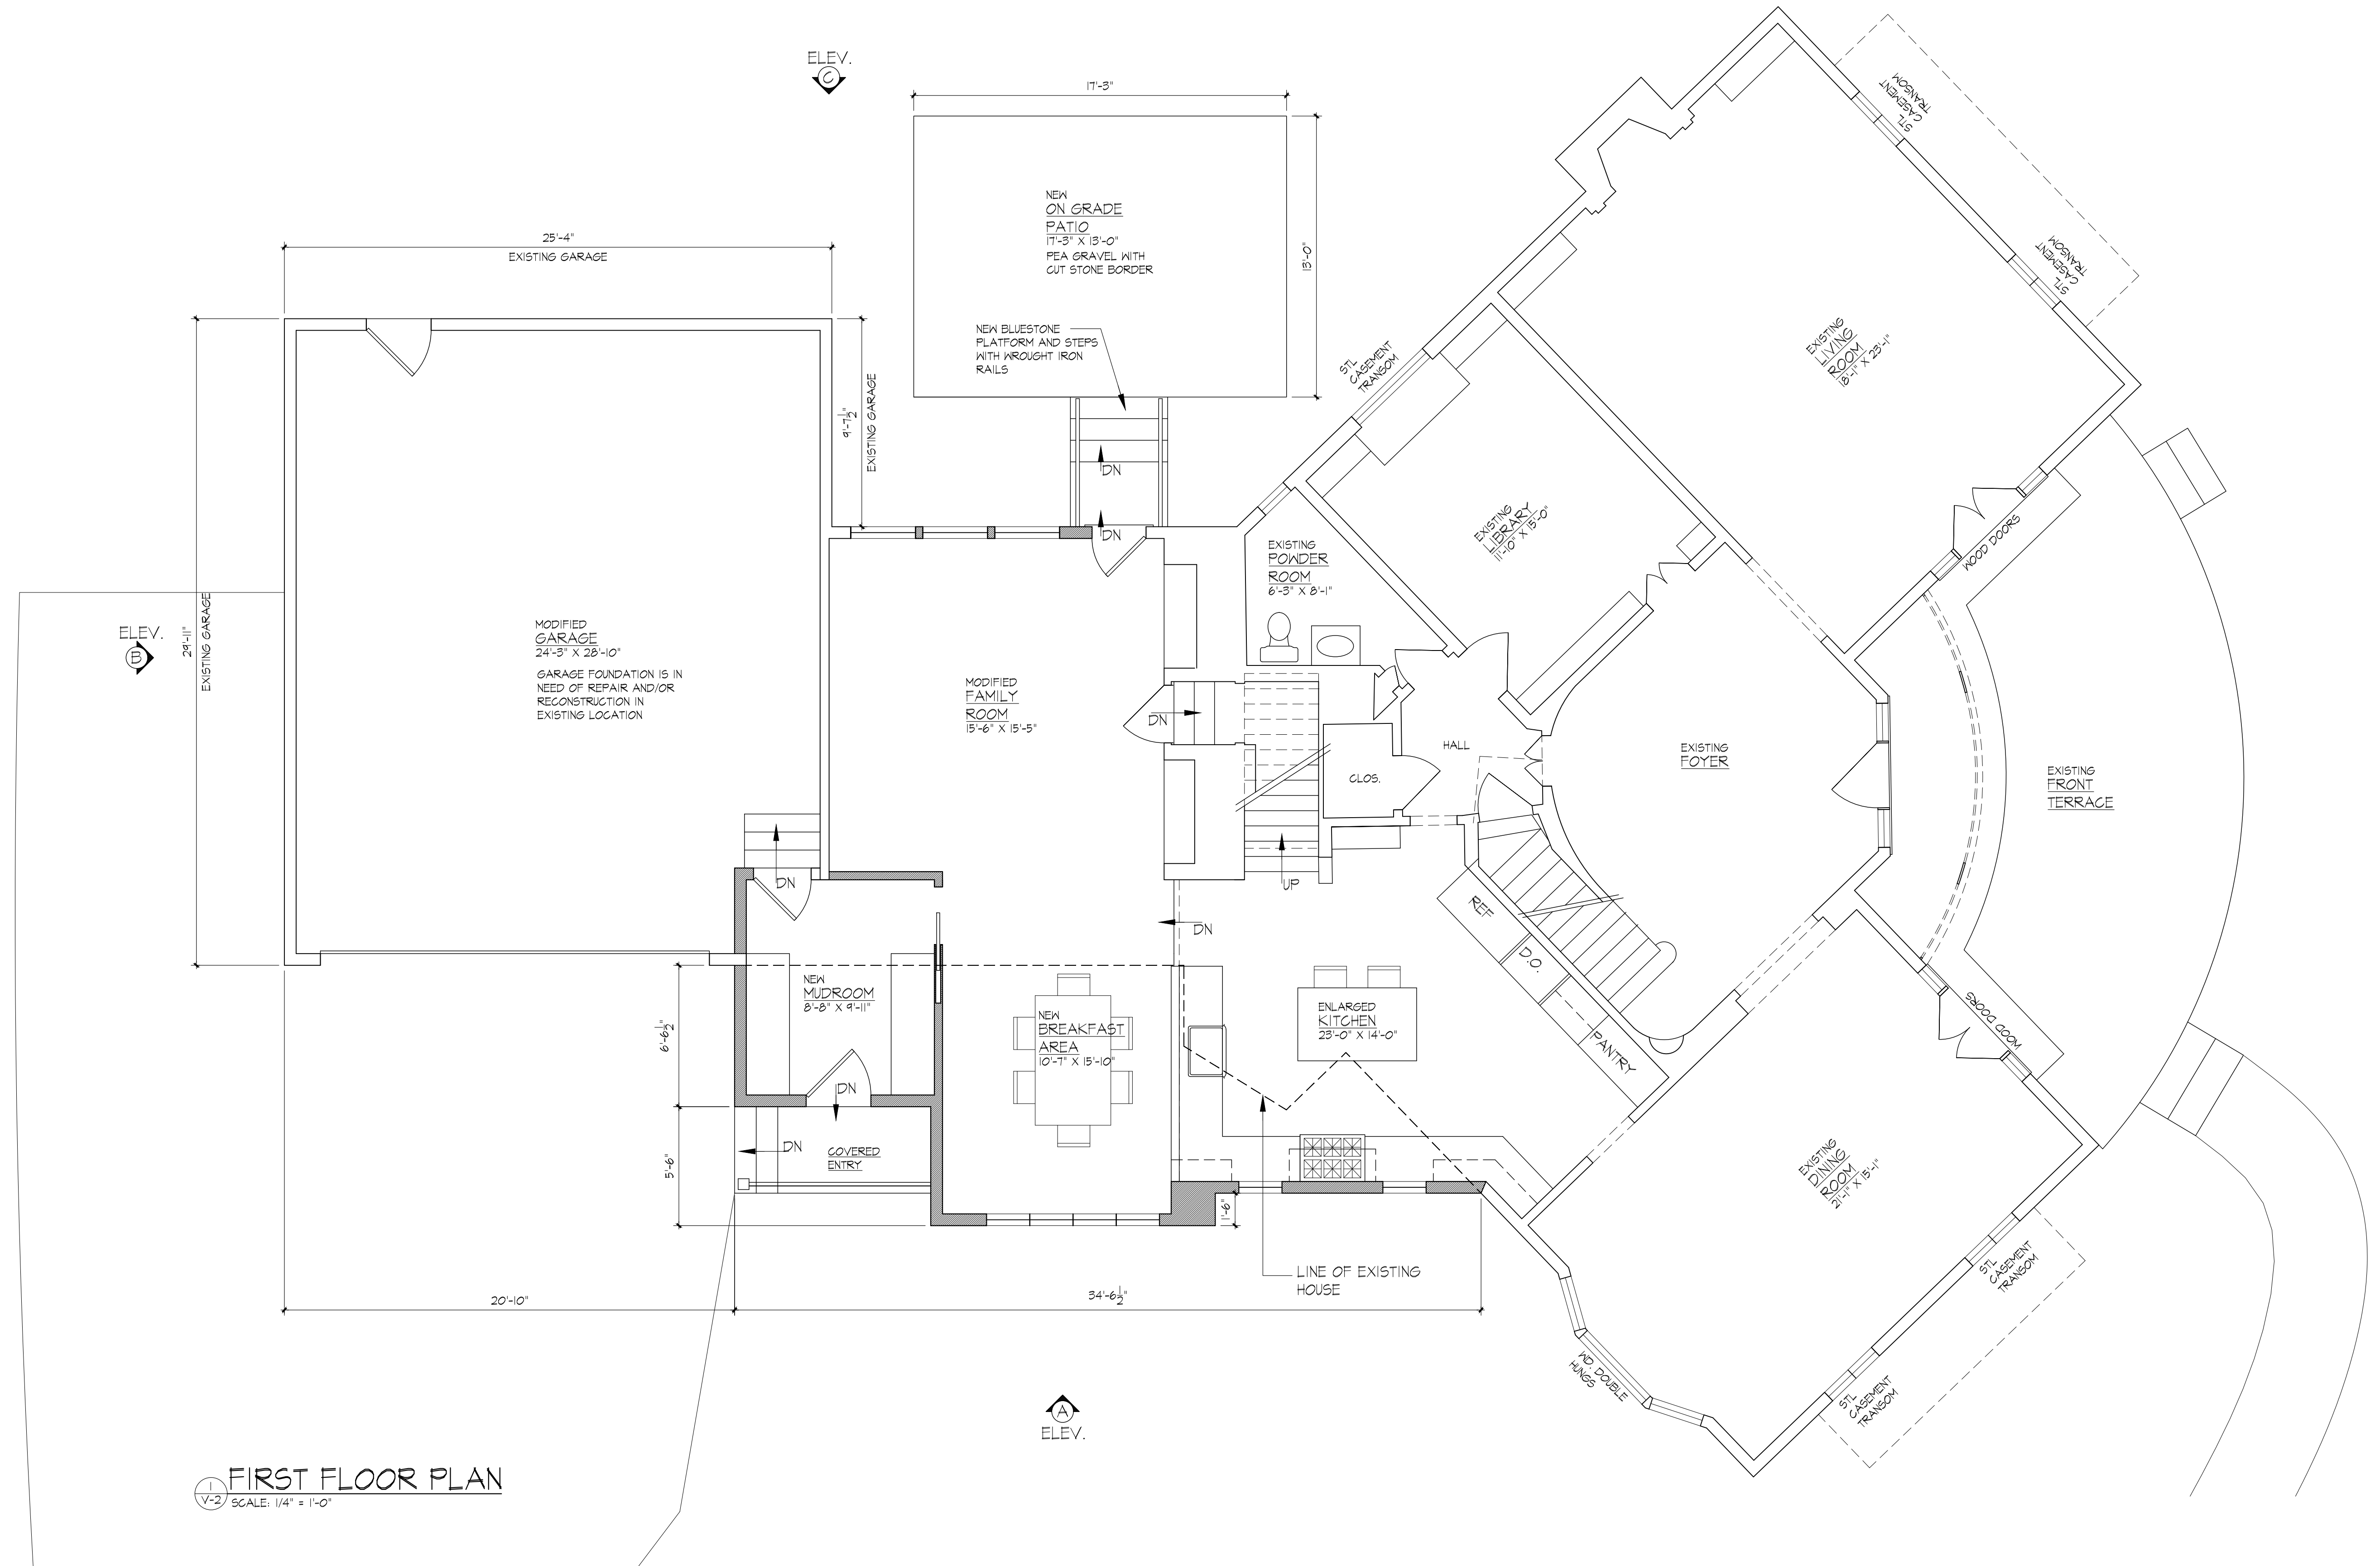 ELEV.
C
17'-3"
NEW
ON GRADE
PATIO
17'-3" X 13'-0"
PEA GRAVEL WITH
CUT STONE BORDER
13'-0"
NEW BLUESTONE
PLATFORM AND STEPS
WITH WROUGHT IRON
RAILS
DN
DN
25'-4"
EXISTING GARAGE
9'-7 1/2"
EXISTING GARAGE
29'-11"
EXISTING GARAGE
ELEV.
B
MODIFIED
GARAGE
24'-3" X 28'-10"
GARAGE FOUNDATION IS IN
NEED OF REPAIR AND/OR
RECONSTRUCTION IN
EXISTING LOCATION
DN
MODIFIED
FAMILY
ROOM
15'-6" X 15'-5"
DN
STL
CASEMENT
TRANSOM
STL
CASEMENT
TRANSOM
STL
CASEMENT
TRANSOM
EXISTING
LIVING
ROOM
18'-1" X 23'-1"
EXISTING
LIBRARY
11'-0" X 15'-0"
EXISTING
POWDER
ROOM
6'-3" X 8'-1"
WOOD DOORS
HALL
CLOS.
EXISTING
FOYER
EXISTING
FRONT
TERRACE
UP
DN
REF
D.O.
PANTRY
NEW
MUDROOM
8'-8" X 9'-11"
DN
6'-6 1/2"
5'-6"
DN
COVERED
ENTRY
NEW
BREAKFAST
AREA
10'-7" X 15'-10"
ENLARGED
KITCHEN
23'-0" X 14'-0"
1'-6"
LINE OF EXISTING
HOUSE
WOOD DOORS
EXISTING
DINING
ROOM
21'-1" X 15'-1"
STL
CASEMENT
TRANSOM
STL
CASEMENT
TRANSOM
WD. DOUBLE
HUNGS
20'-10"
34'-6 1/2"
A
ELEV.
1
V-2
FIRST FLOOR PLAN
SCALE: 1/4" = 1'-0"